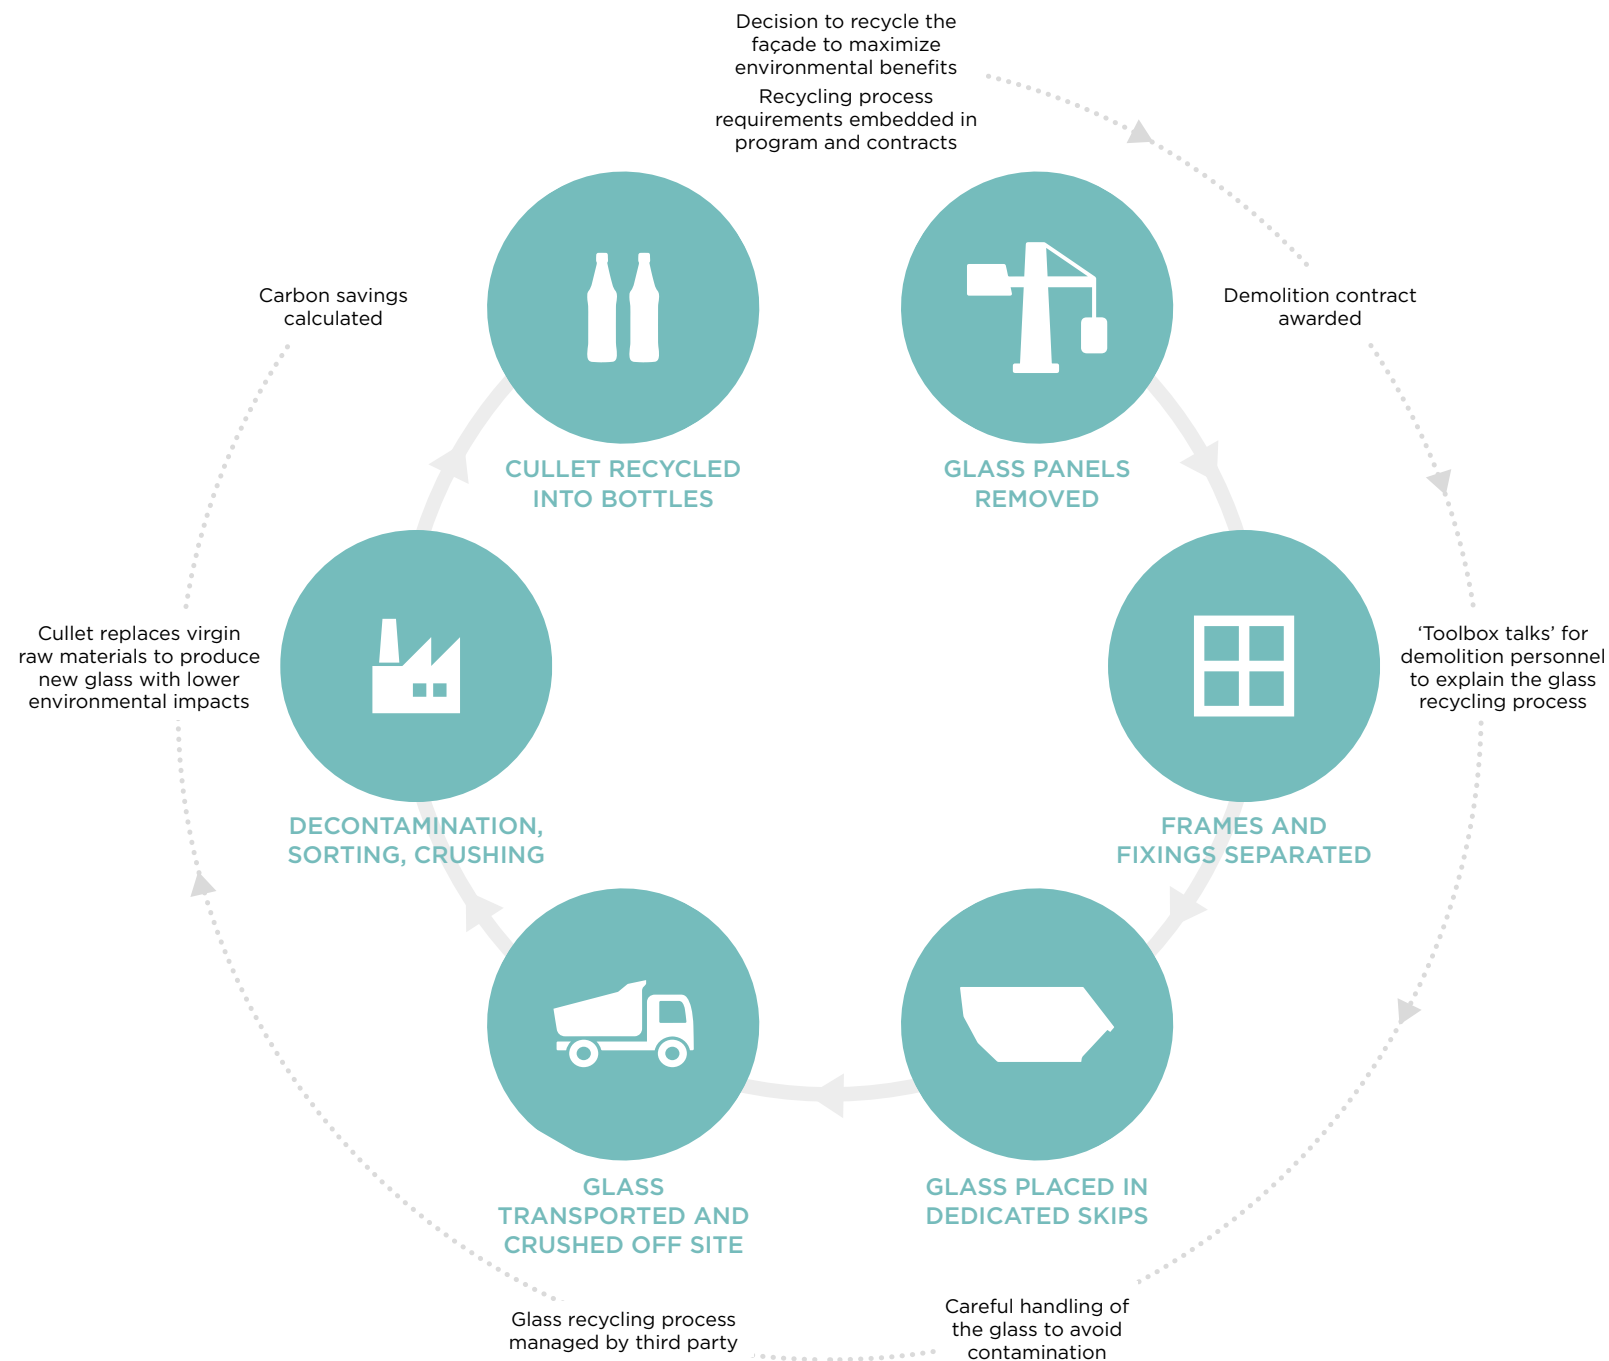 Decision to recycle the
façade to maximize
environmental benefits
Recycling process
requirements embedded in
program and contracts
Carbon savings
calculated
Demolition contract
awarded
CULLET RECYCLED
INTO BOTTLES
GLASS PANELS
REMOVED
Cullet replaces virgin
raw materials to produce
new glass with lower
environmental impacts
‘Toolbox talks’ for
demolition personnel
to explain the glass
recycling process
DECONTAMINATION,
SORTING, CRUSHING
FRAMES AND
FIXINGS SEPARATED
GLASS
TRANSPORTED AND
CRUSHED OFF SITE
GLASS PLACED IN
DEDICATED SKIPS
Glass recycling process
managed by third party
Careful handling of
the glass to avoid
contamination